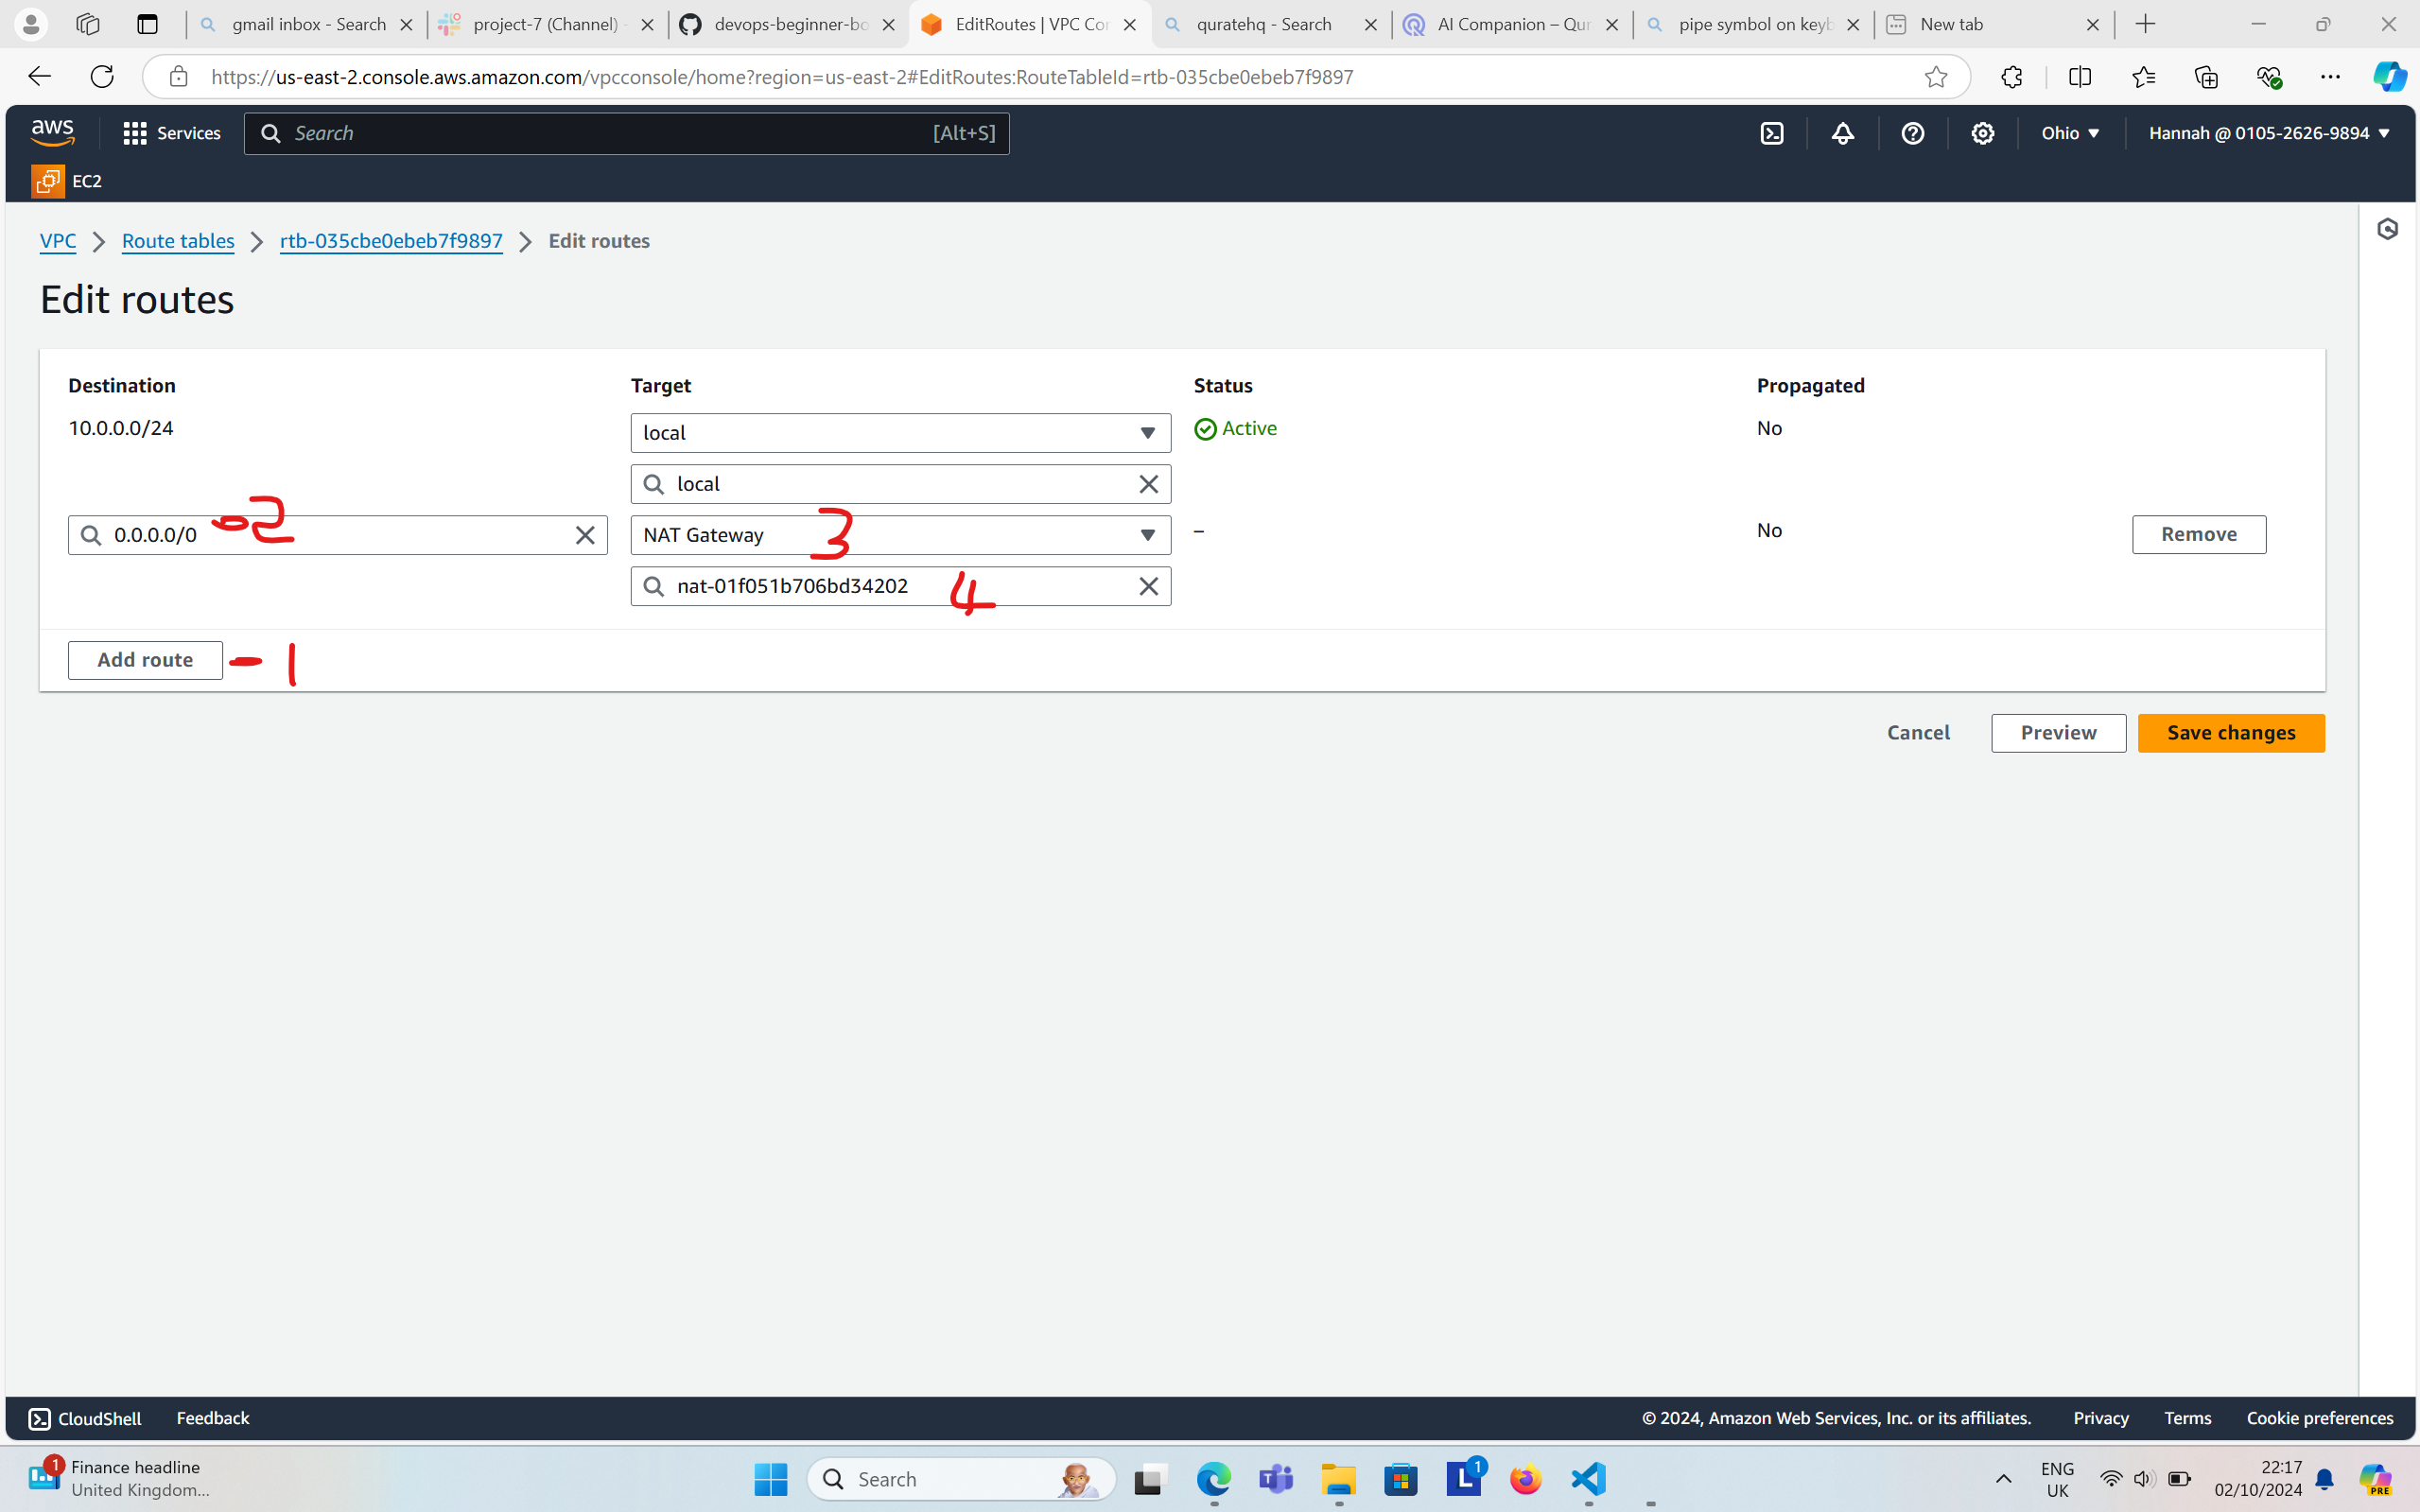 gmail inbox - Search
project-7 (Channel) -
devops-beginner-bo
EditRoutes | VPC Cor
quratehq - Search
AI Companion – Qur
pipe symbol on keyb
New tab
https://us-east-2.console.aws.amazon.com/vpcconsole/home?region=us-east-2#EditRoutes:RouteTableId=rtb-035cbe0ebeb7f9897
aws
Services
Search
[Alt+S]
Ohio
Hannah @ 0105-2626-9894
EC2
VPC
Route tables
rtb-035cbe0ebeb7f9897
Edit routes
Edit routes
Destination
Target
Status
Propagated
10.0.0.0/24
local
Active
No
local
0.0.0.0/0
-2
NAT Gateway
3
–
No
Remove
nat-01f051b706bd34202
4
Add route
- 1
Cancel
Preview
Save changes
CloudShell
Feedback
© 2024, Amazon Web Services, Inc. or its affiliates.
Privacy
Terms
Cookie preferences
1
Finance headline
United Kingdom...
Search
L
1
ENG
UK
22:17
02/10/2024
PRE